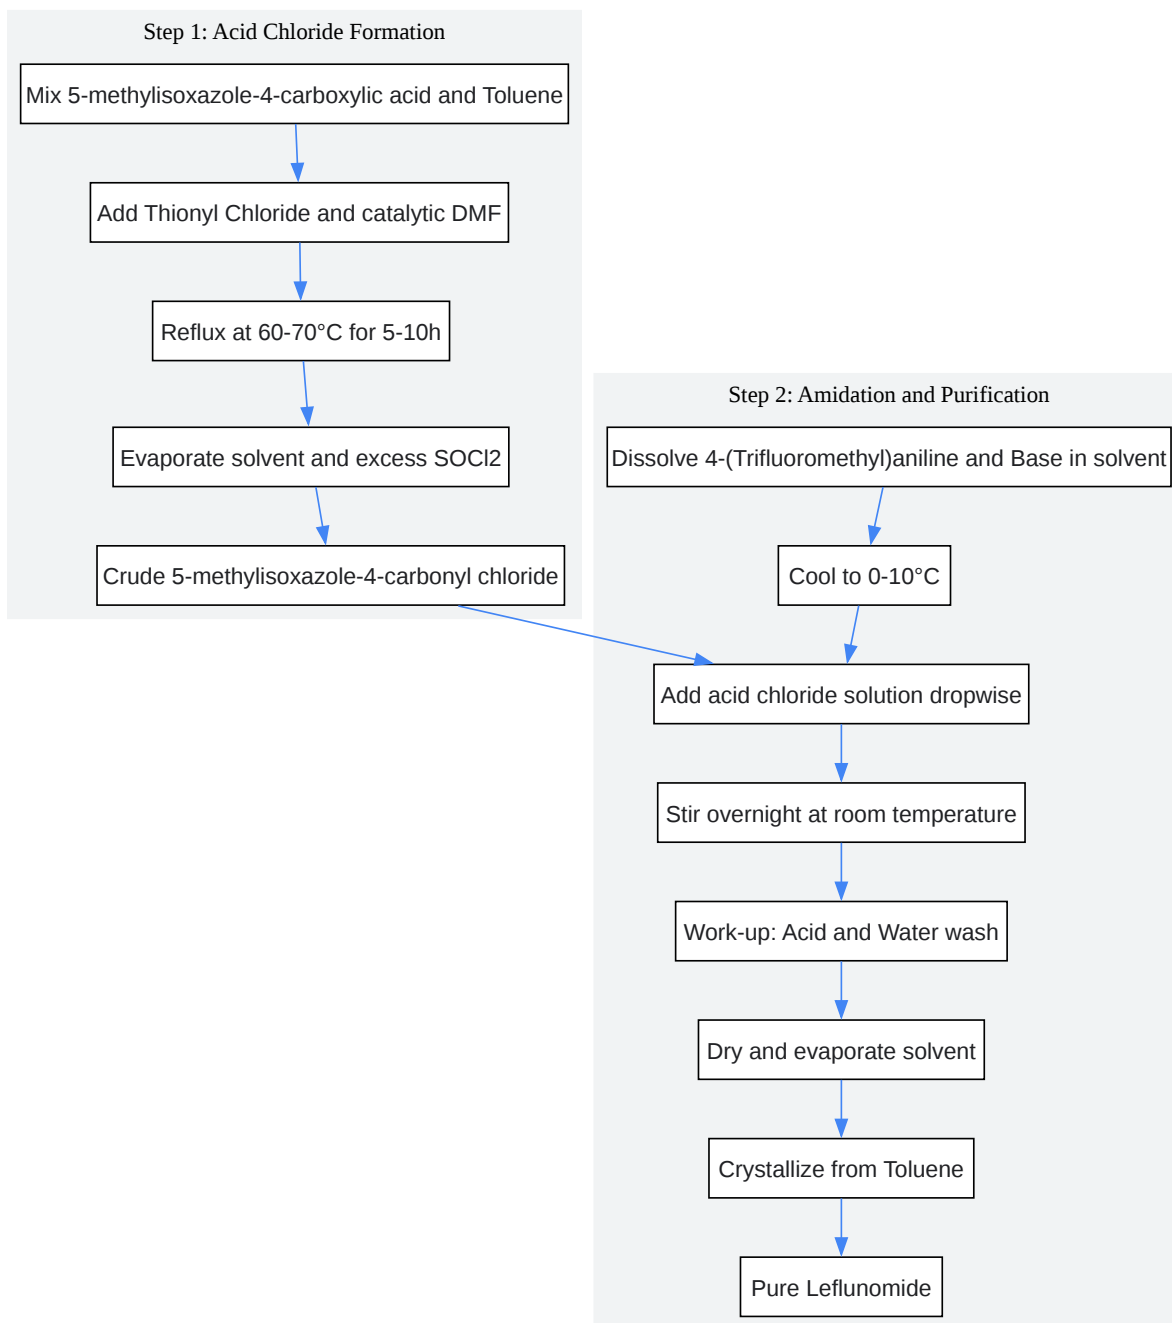 Step 1: Acid Chloride Formation
Mix 5-methylisoxazole-4-carboxylic acid and Toluene
Add Thionyl Chloride and catalytic DMF
Reflux at 60-70°C for 5-10h
Evaporate solvent and excess SOCl2
Crude 5-methylisoxazole-4-carbonyl chloride
Step 2: Amidation and Purification
Dissolve 4-(Trifluoromethyl)aniline and Base in solvent
Cool to 0-10°C
Add acid chloride solution dropwise
Stir overnight at room temperature
Work-up: Acid and Water wash
Dry and evaporate solvent
Crystallize from Toluene
Pure Leflunomide